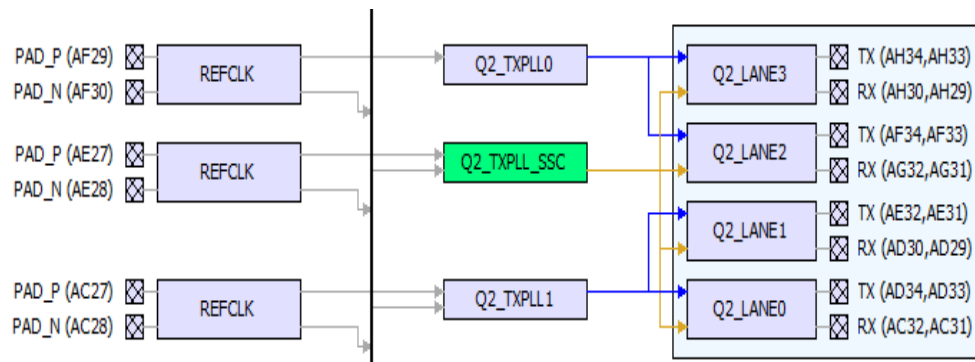 PAD_P (AF29)
PAD_N (AF30)
REFCLK
Q2_TXPLL0
Q2_LANE3
TX (AH34,AH33)
RX (AH30,AH29)
PAD_P (AE27)
PAD_N (AE28)
REFCLK
Q2_TXPLL_SSC
Q2_LANE2
TX (AF34,AF33)
RX (AG32,AG31)
Q2_LANE1
TX (AE32,AE31)
RX (AD30,AD29)
PAD_P (AC27)
PAD_N (AC28)
REFCLK
Q2_TXPLL1
Q2_LANE0
TX (AD34,AD33)
RX (AC32,AC31)